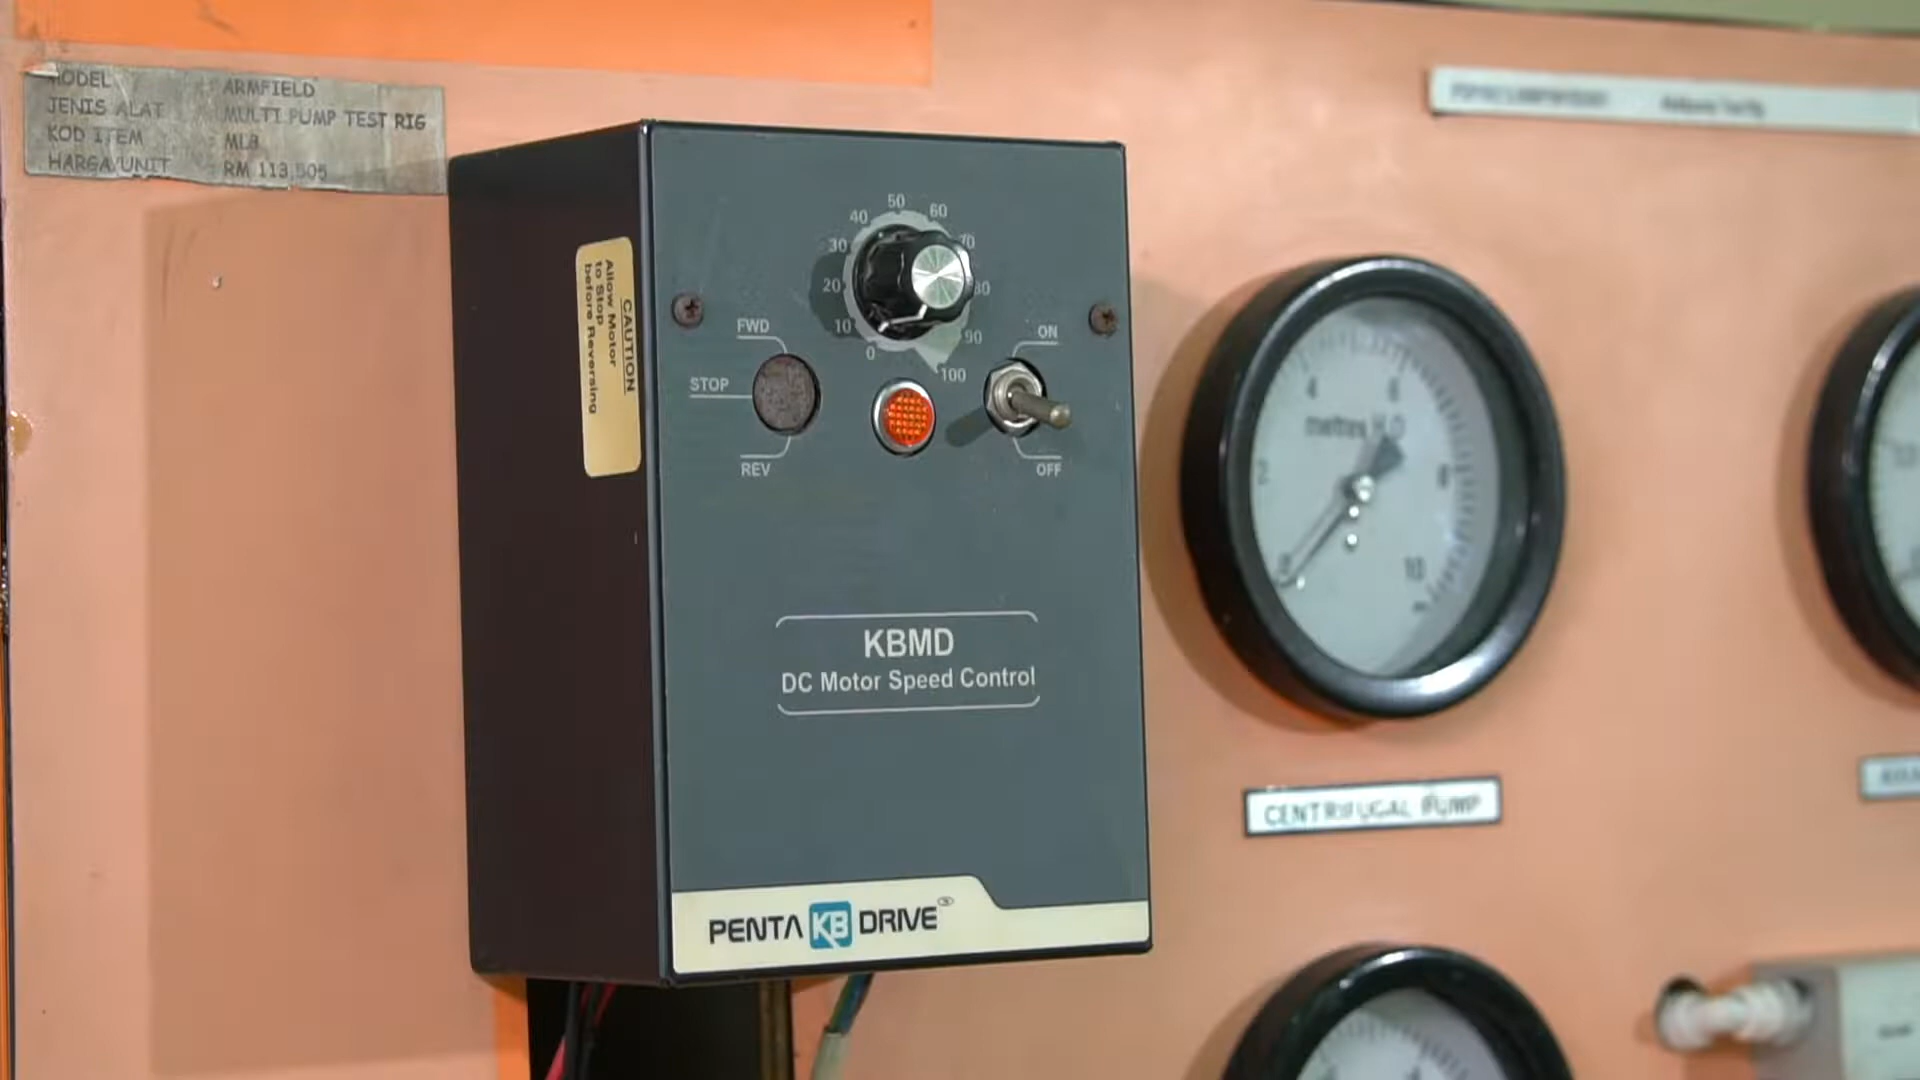 MODEL : ARMFIELD
JENIS ALAT : MULTI PUMP TEST RIG
KOD ITEM : ML3
HARGA/UNIT : RM 113,505
CAUTION
Allow Motor
to Stop
before Reversing
50
40 60
30 70
20 80
10 90
0 100
FWD
STOP
REV
ON
OFF
KBMD
DC Motor Speed Control
PENTA KB DRIVE
4 6
metres H2O
2 8
0 10
CENTRIFUGAL PUMP